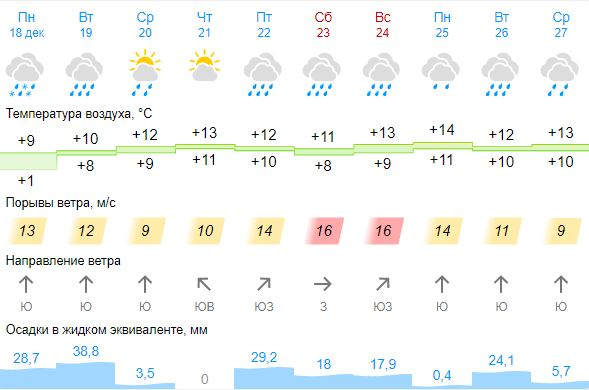 Пн Вт Ср Чт Пт Сб Вс Пн Вт Ср
18 дек 19 20 21 22 23 24 25 26 27
Температура воздуха, °C
+9 +10 +12 +13 +12 +11 +13 +14 +12 +13
+1 +8 +9 +11 +10 +8 +9 +11 +10 +10
Порывы ветра, м/с
13 12 9 10 14 16 16 14 11 9
Направление ветра
Ю Ю Ю ЮВ ЮЗ З ЮЗ Ю Ю Ю
Осадки в жидком эквиваленте, мм
28,7 38,8 3,5 0 29,2 18 17,9 0,4 24,1 5,7